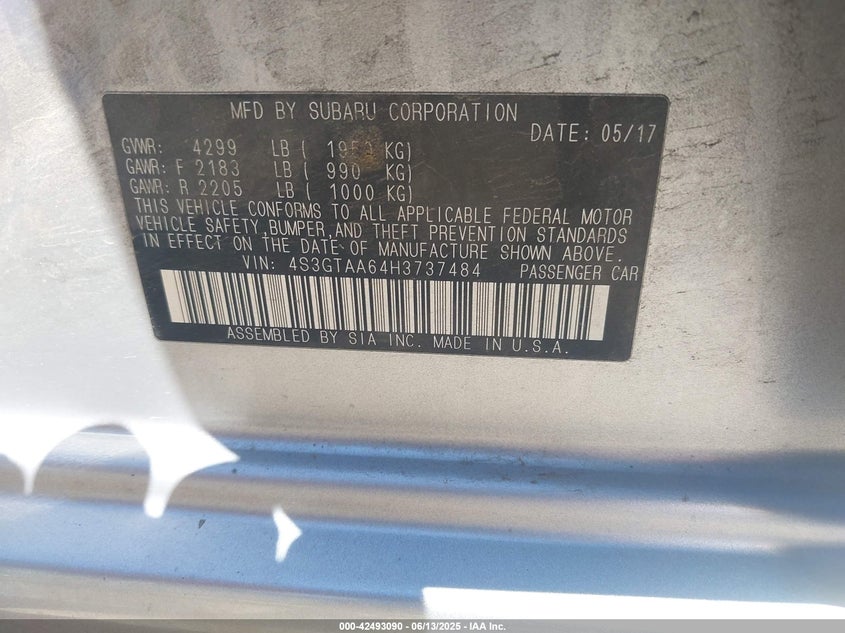 MFD BY SUBARU CORPORATION
DATE: 05/17
GVWR: 4299 LB ( 1950 KG)
GAWR: F 2183 LB ( 990 KG)
GAWR: R 2205 LB ( 1000 KG)
THIS VEHICLE CONFORMS TO ALL APPLICABLE FEDERAL MOTOR
VEHICLE SAFETY,BUMPER,AND THEFT PREVENTION STANDARDS
IN EFFECT ON THE DATE OF MANUFACTURE SHOWN ABOVE.
VIN: 4S3GTAA64H3737484 PASSENGER CAR
ASSEMBLED BY SIA INC. MADE IN U.S.A.
000-42493090 - 06/13/2025 - IAA Inc.